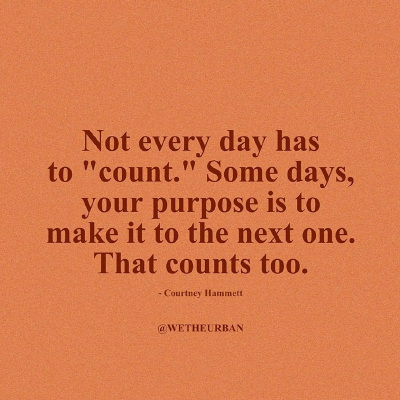 Not every day has
to "count." Some days,
your purpose is to
make it to the next one.
That counts too.
- Courtney Hammett
@WETHEURBAN